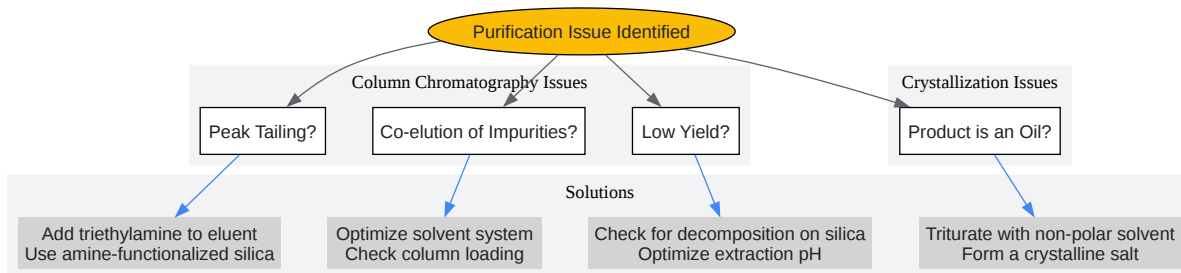 Purification Issue Identified
Column Chromatography Issues
Crystallization Issues
Peak Tailing?
Co-elution of Impurities?
Low Yield?
Product is an Oil?
Solutions
Add triethylamine to eluent
Use amine-functionalized silica
Optimize solvent system
Check column loading
Check for decomposition on silica
Optimize extraction pH
Triturate with non-polar solvent
Form a crystalline salt